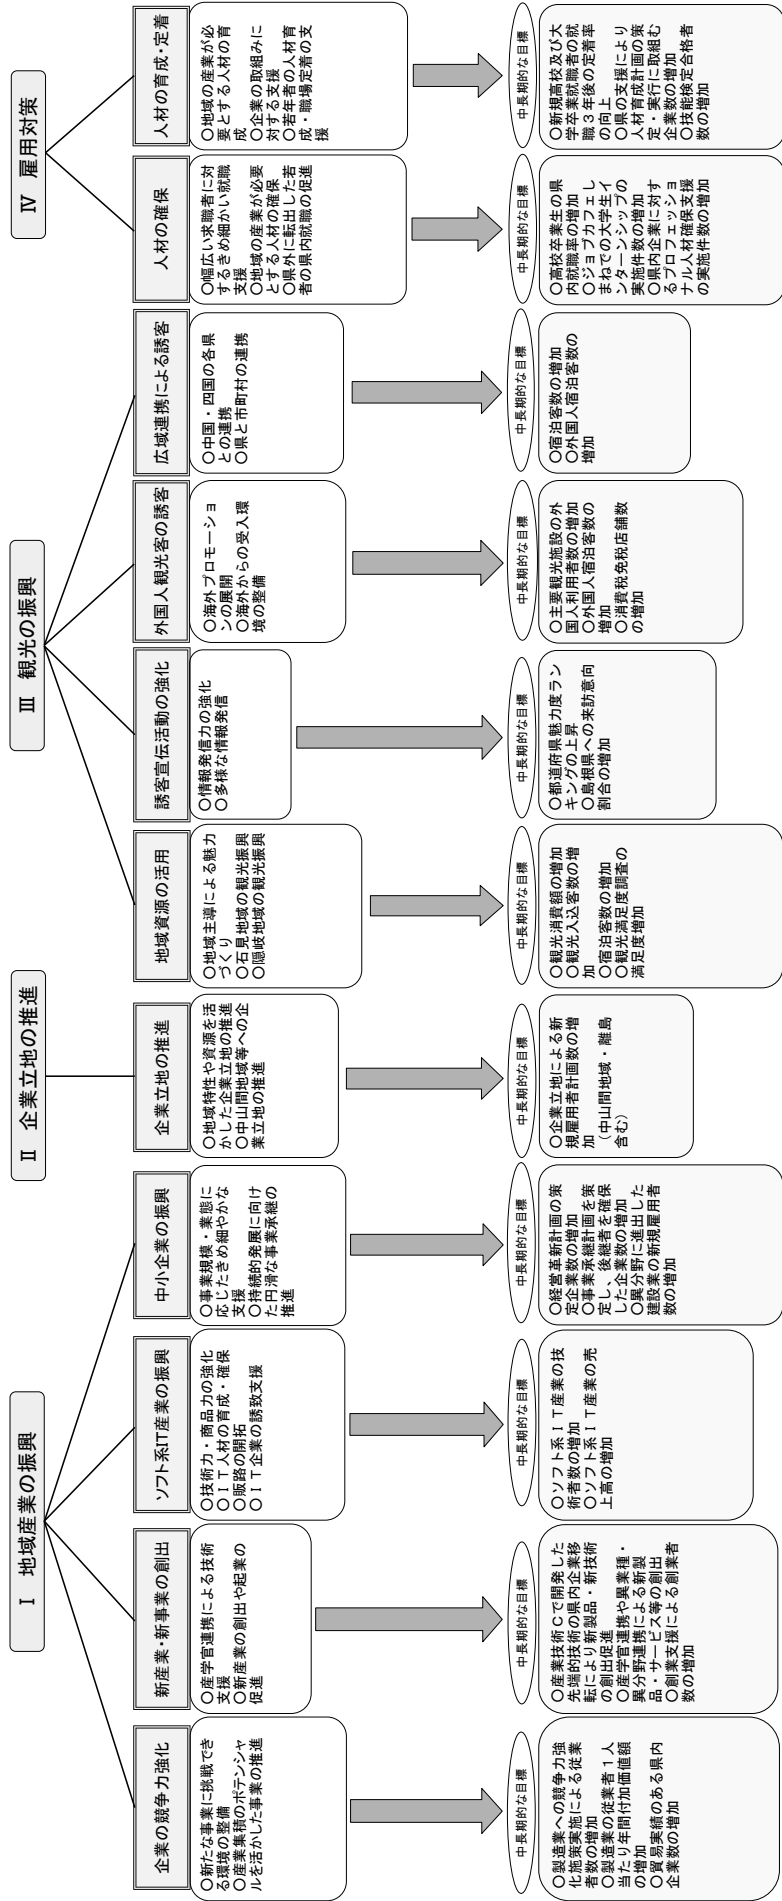 Ⅰ 地域産業の振興
企業の競争力強化
○新たな事業に挑戦でき
る環境の整備
○産業集積のポテンシャ
ルを活かした事業の推進
中長期的な目標
○製造業への競争力強
化施策実施による従業
者数の増加
○製造業の従業者１人
当たり年間付加価値額
の増加
○貿易実績のある県内
企業数の増加
新産業・新事業の創出
○産学官連携による技術
支援
○新産業の創出や起業の
促進
中長期的な目標
○産業技術Cで開発した
先端的技術の県内企業移
転により新製品・新技術
の創出促進
○産学官連携や異業種・
異分野連携による新製
品・サービス等の創出
○創業支援による創業者
数の増加
ソフト系IT産業の振興
○技術力・商品力の強化
○ＩＴ人材の育成・確保
○販路の開拓
○ＩＴ企業の誘致支援
中長期的な目標
○ソフト系ＩＴ産業の技
術者数の増加
○ソフト系ＩＴ産業の売
上高の増加
中小企業の振興
○事業規模・業態に
応じたきめ細やかな
支援
○持続的発展に向け
た円滑な事業承継の
推進
中長期的な目標
○経営革新計画の策
定企業数の増加
○事業承継計画を策
定し、後継者を確保
した企業数の増加
○異分野に進出した
建設業の新規雇用者
数の増加
Ⅱ 企業立地の推進
企業立地の推進
○地域特性や資源を活
かした企業立地の推進
○中山間地域等への企
業立地の推進
中長期的な目標
○企業立地による新
規雇用者計画数の増
加
（中山間地域・離島
含む）
Ⅲ 観光の振興
地域資源の活用
○地域主導による魅力
づくり
○石見地域の観光振興
○隠岐地域の観光振興
中長期的な目標
○観光消費額の増加
○観光入込客数の増
加
○宿泊客数の増加
○観光満足度調査の
満足度増加
誘客宣伝活動の強化
○情報発信力の強化
○多様な情報発信
中長期的な目標
○都道府県魅力度ラン
キングの上昇
○島根県への来訪意向
割合の増加
外国人観光客の誘客
○海外プロモーショ
ンの展開
○海外からの受入環
境の整備
中長期的な目標
○主要観光施設の外
国人利用者数の増加
○外国人宿泊客数の
増加
○消費税免税店舗数
の増加
広域連携による誘客
○中国・四国の各県
との連携
○県と市町村の連携
中長期的な目標
○宿泊客数の増加
○外国人宿泊客数の
増加
Ⅳ 雇用対策
人材の確保
○幅広い求職者に対
するきめ細かい就職
支援
○地域の産業が必要
とする人材の確保
○県外に転出した若
者の県内就職の促進
中長期的な目標
○高校卒業生の県
内就職率の増加
○ジョブカフェし
まねでの大学生イ
ンターンシップの
実施件数の増加
○県内企業に対す
るプロフェッショ
ナル人材確保支援
の実施件数の増加
人材の育成・定着
○地域の産業が必
要とする人材の育
成
○企業の取組みに
対する支援
○若年者の人材育
成・職場定着の支
援
中長期的な目標
○新規高校及び大
学卒業就職者の就
職３年後の定着率
の向上
○県の支援により
人材育成計画の策
定・実行に取組む
企業数の増加
○技能検定合格者
数の増加